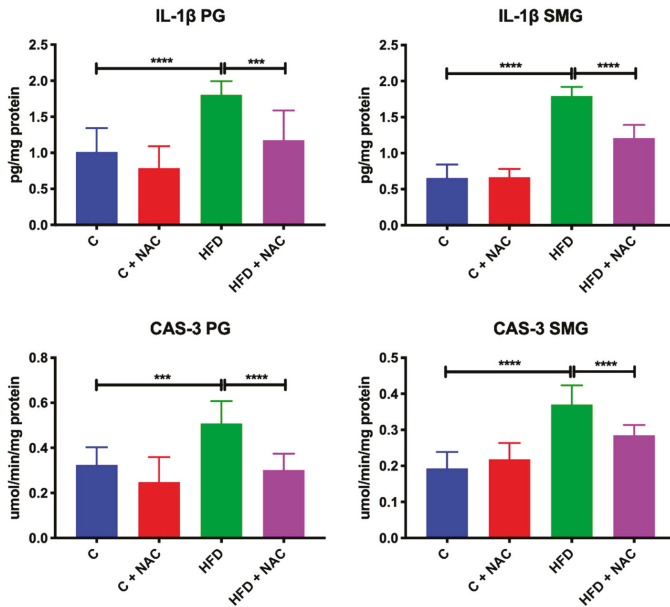 IL-1β PG
pg/mg protein
2.5
2.0
1.5
1.0
0.5
0.0
****
***
C
C + NAC
HFD
HFD + NAC
IL-1β SMG
pg/mg protein
2.5
2.0
1.5
1.0
0.5
0.0
****
****
C
C + NAC
HFD
HFD + NAC
CAS-3 PG
umol/min/mg protein
0.8
0.6
0.4
0.2
0.0
***
****
C
C + NAC
HFD
HFD + NAC
CAS-3 SMG
umol/min/mg protein
0.5
0.4
0.3
0.2
0.1
0.0
****
****
C
C + NAC
HFD
HFD + NAC